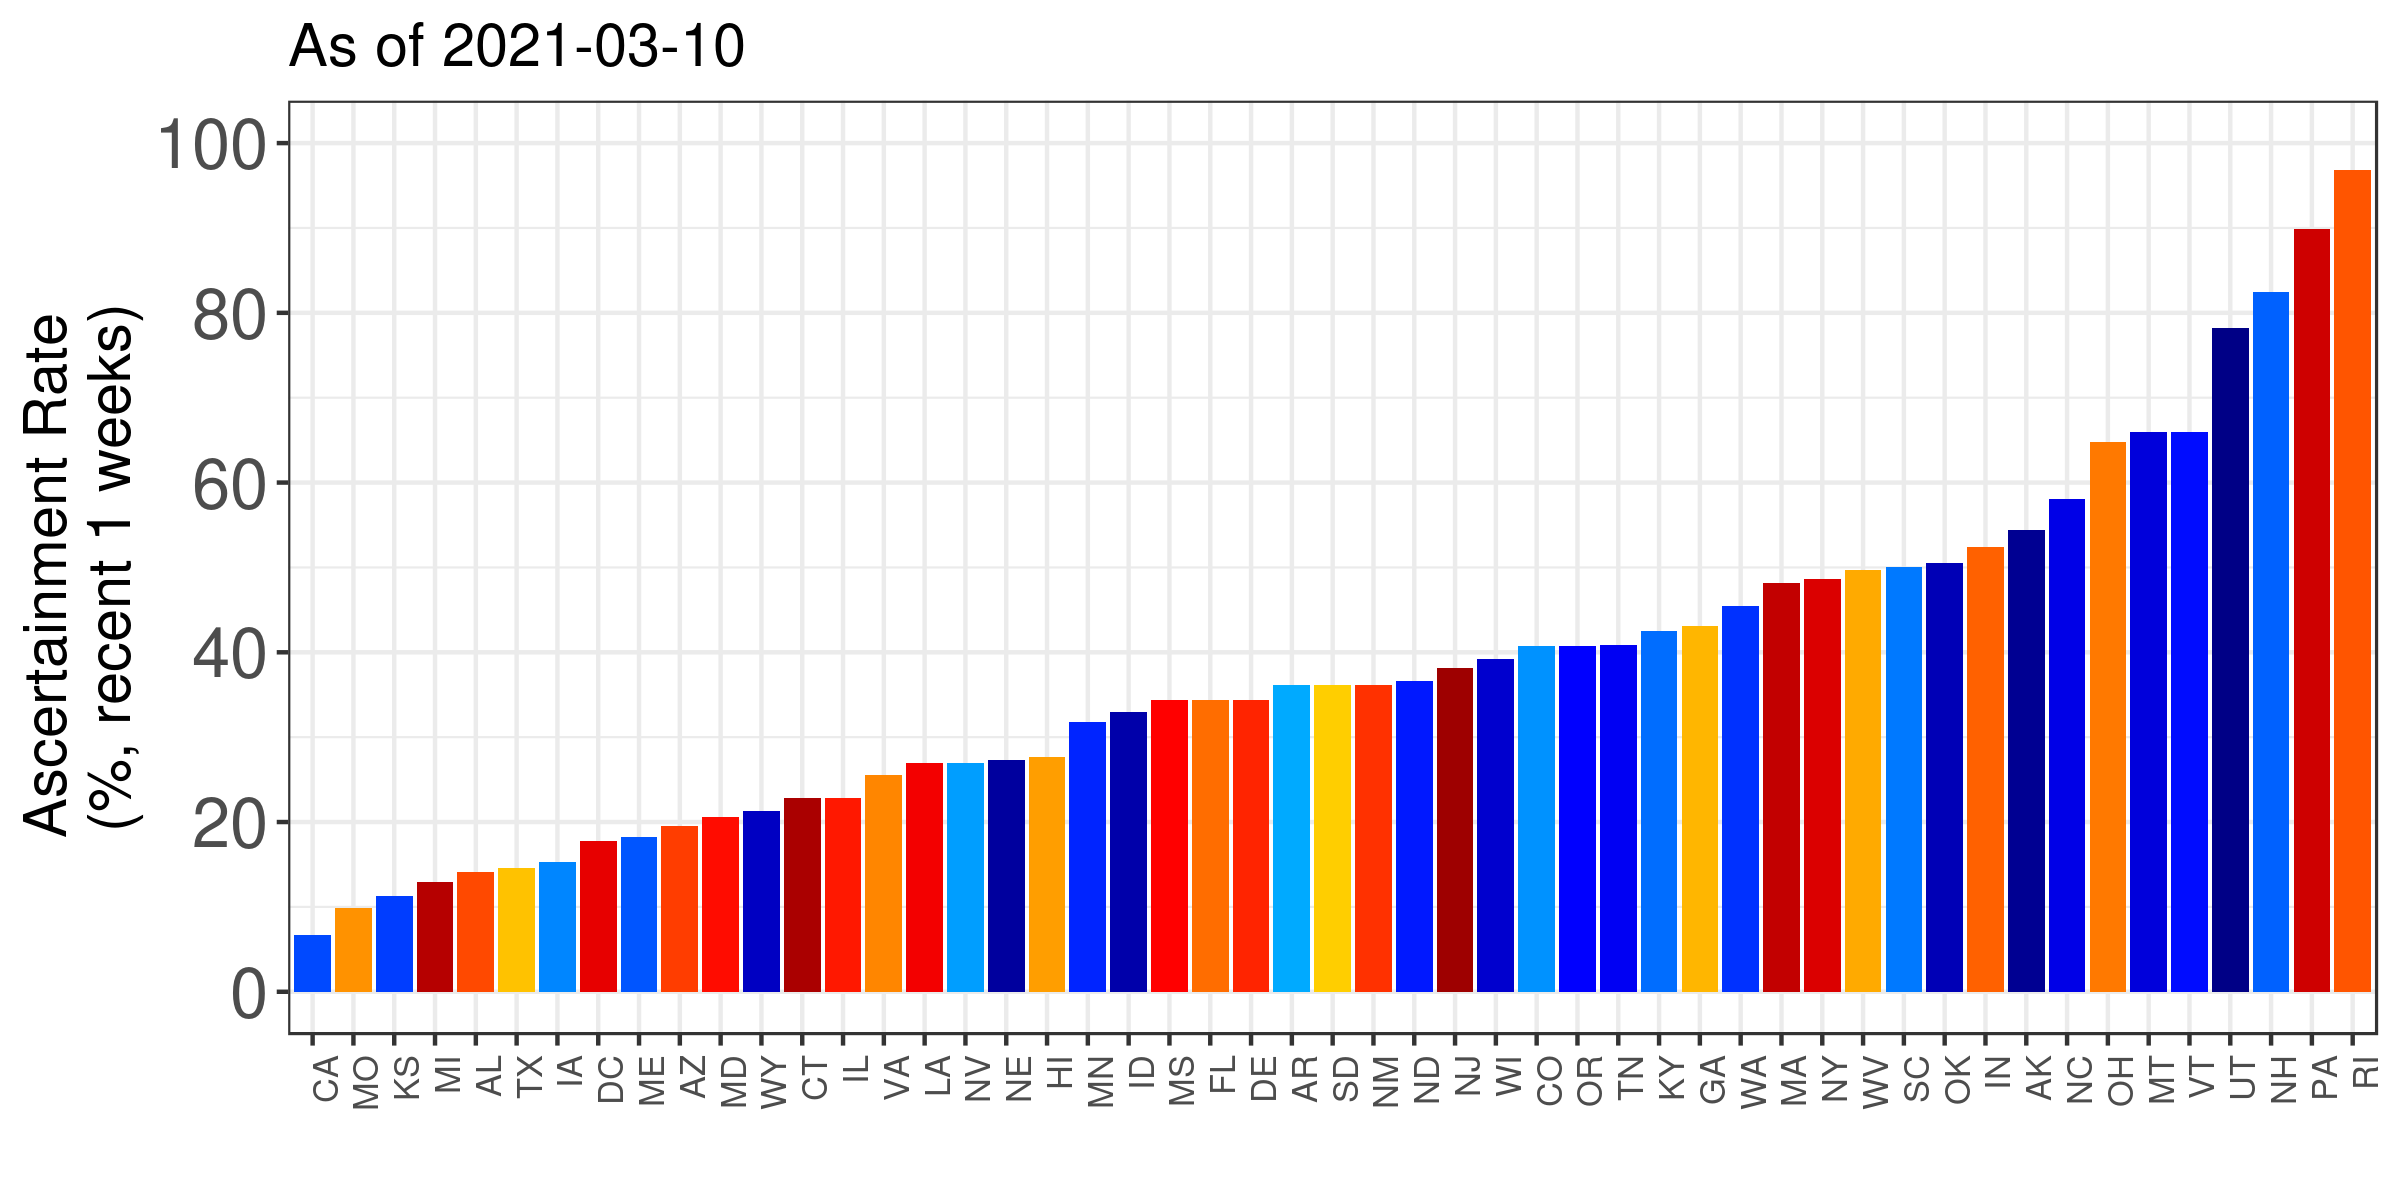 As of 2021-03-10
Ascertainment Rate
(%, recent 1 weeks)
100
80
60
40
20
0
CA MO KS MI AL TX IA DC ME AZ MD WY CT IL VA LA NV NE HI MN ID MS FL DE AR SD NM ND NJ WI CO OR TN KY GA WA MA NY WV SC OK IN AK NC OH MT VT UT NH PA RI